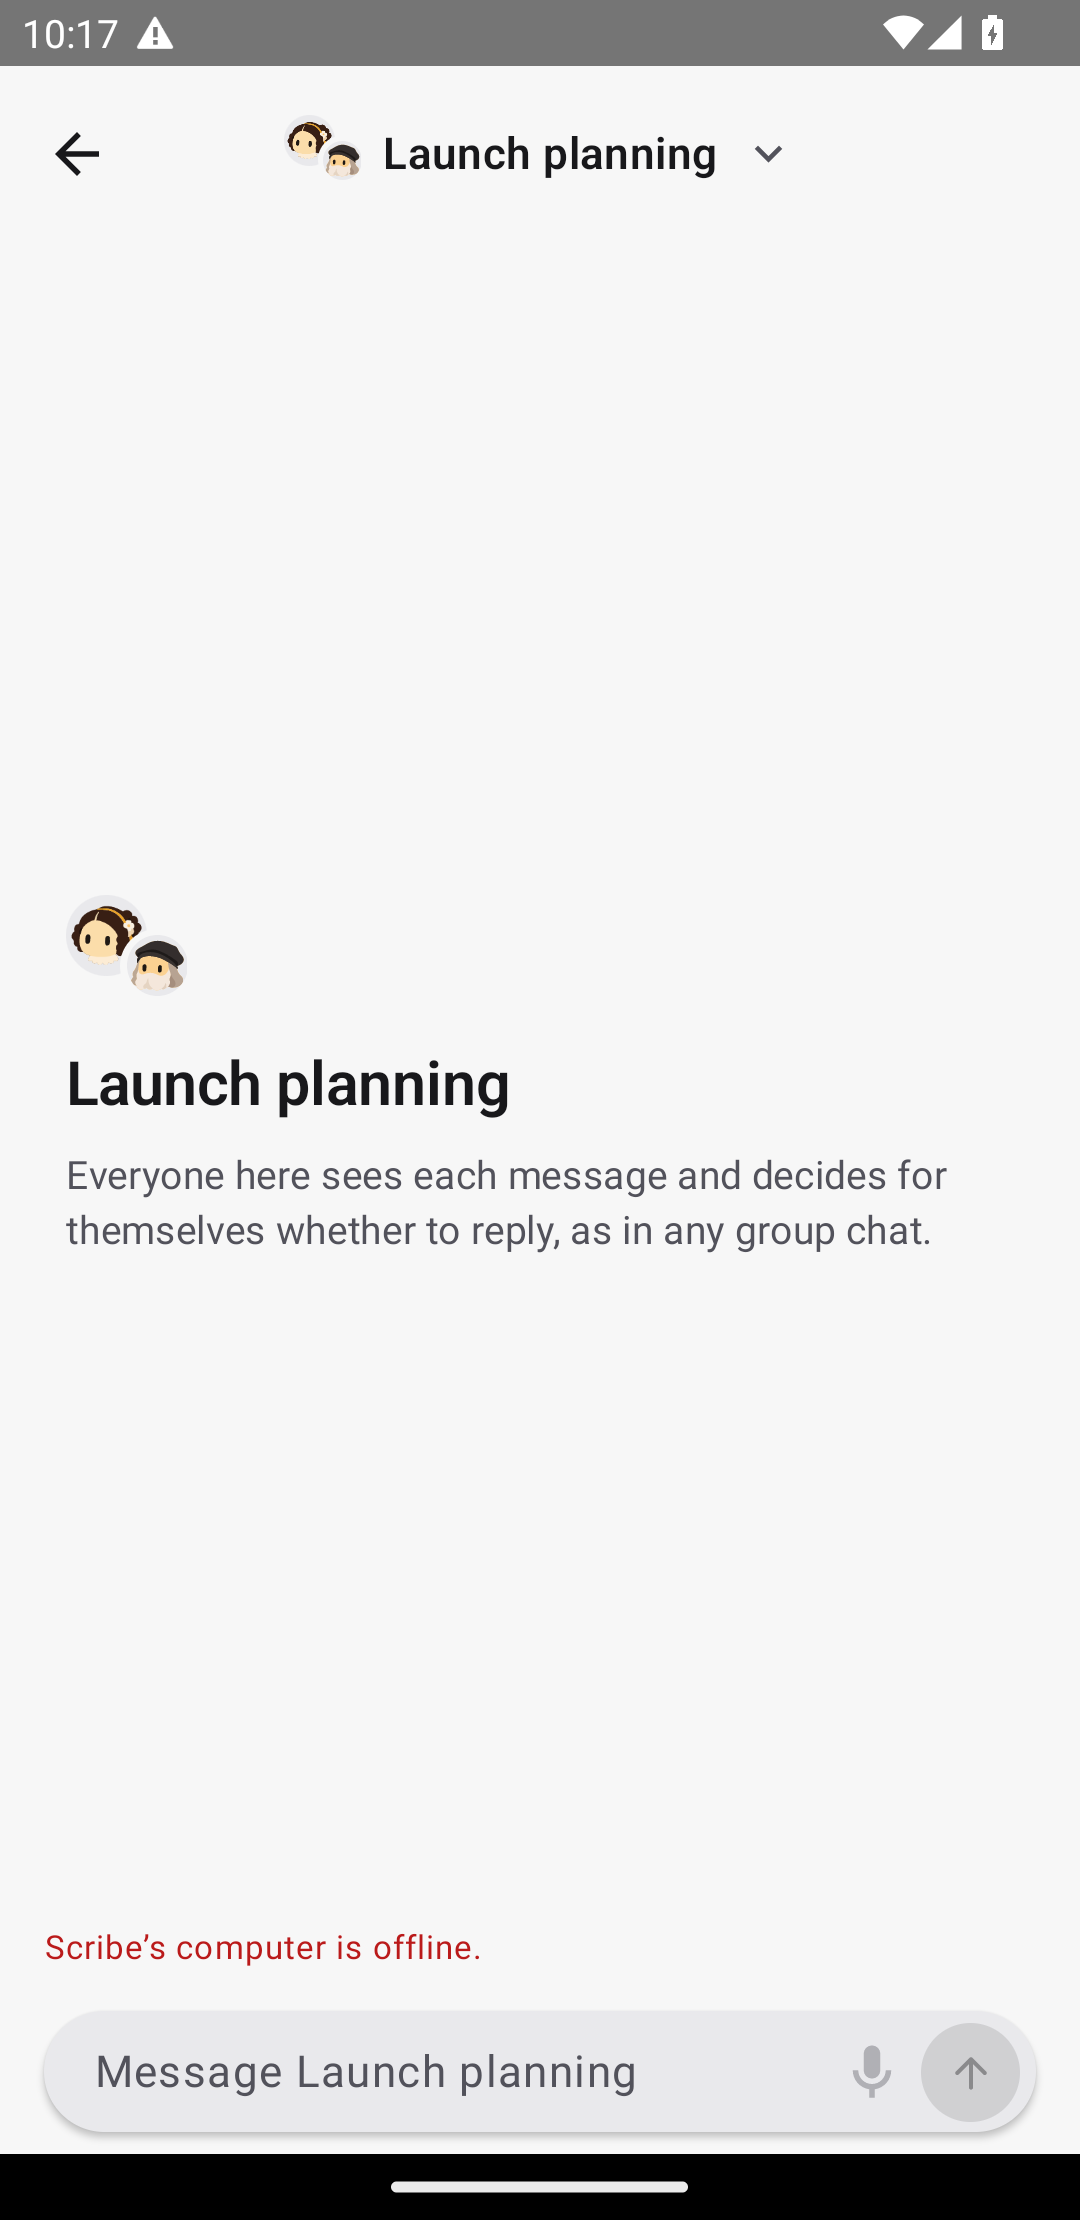 10:17
Launch planning
Launch planning
Everyone here sees each message and decides for
themselves whether to reply, as in any group chat.
Scribe’s computer is offline.
Message Launch planning